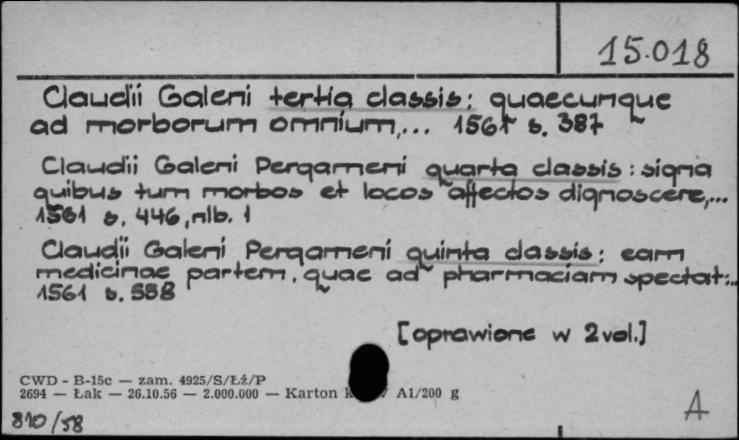 15.018
Claudii Galeni tertia classis: quaecunque
ad morborum omnium,... 1561 s. 387
Claudii Galeni Pergameni quarta classis: signa
quibus tum morbos et locos affectos dignoscere,...
1561 s. 446, nlb. 1
Claudii Galeni Pergameni quinta classis: eam
medicinae partem, quae ad pharmaciam spectat:..
1561 s. 558
[oprawione w 2 vol.]
CWD - B-15c — zam. 4925/S/Łż/P
2694 — Łak — 26.10.56 — 2.000.000 — Karton A1/200 g
A
810/58